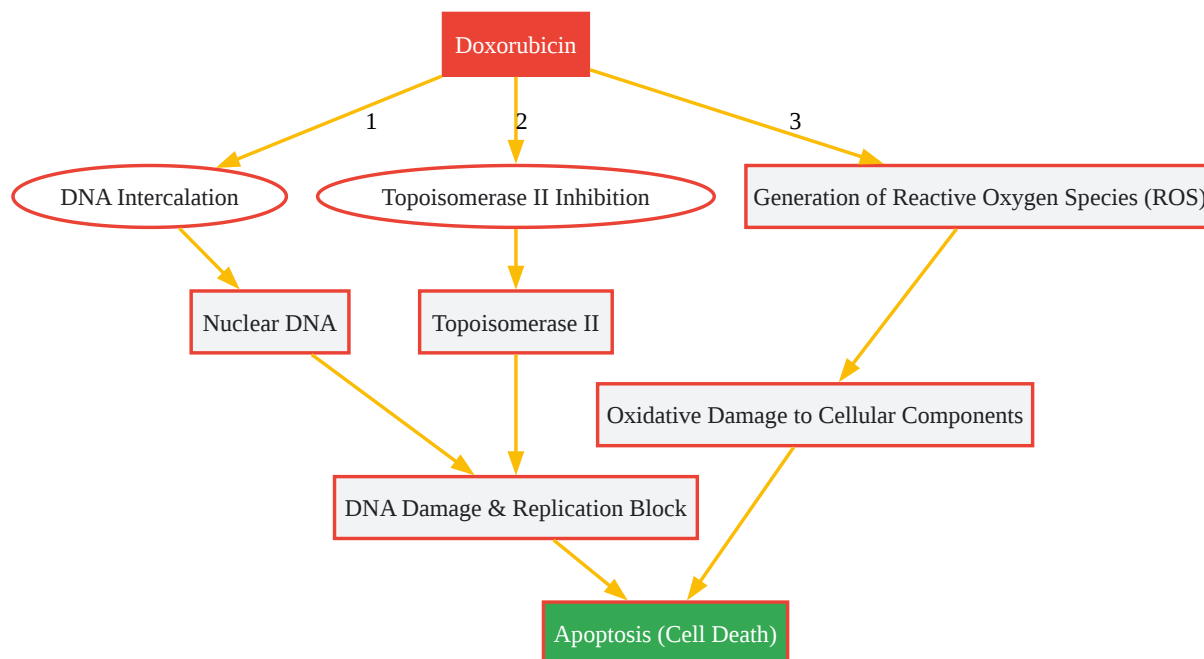 Doxorubicin
1
2
3
DNA Intercalation
Topoisomerase II Inhibition
Generation of Reactive Oxygen Species (ROS)
Nuclear DNA
Topoisomerase II
Oxidative Damage to Cellular Components
DNA Damage & Replication Block
Apoptosis (Cell Death)